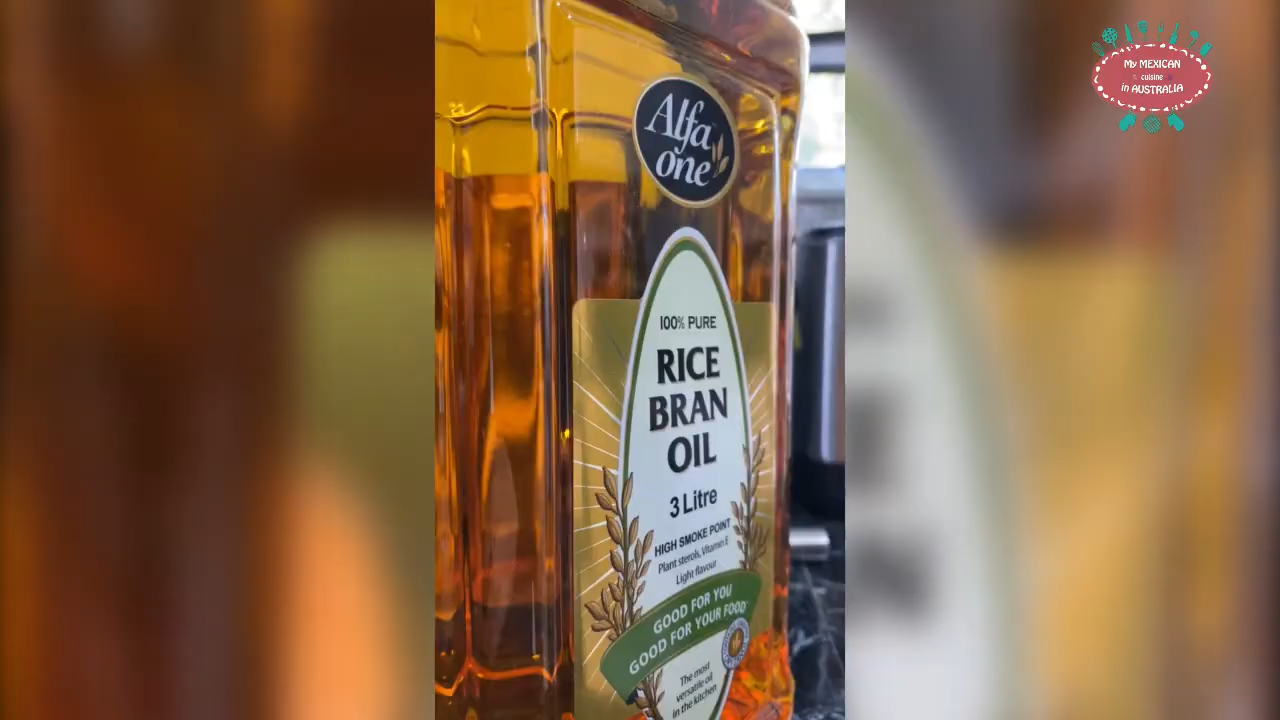 My MEXICAN
cuisine
in AUSTRALIA
Alfa
one
100% PURE
RICE
BRAN
OIL
3 Litre
HIGH SMOKE POINT
Plant sterols, Vitamin E
Light flavour
GOOD FOR YOU
GOOD FOR YOUR FOOD
The most
versatile oil
in the kitchen